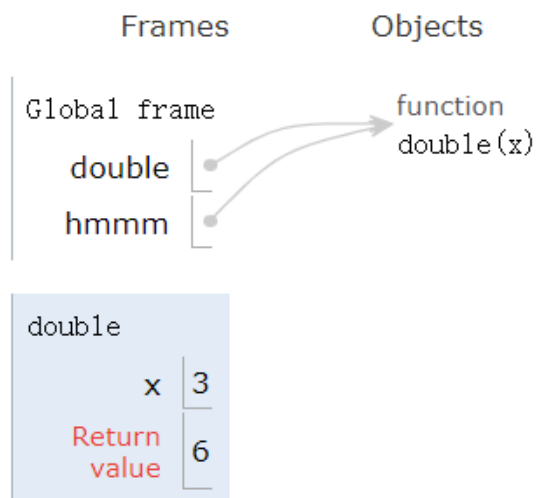 Frames Objects
Global frame
function
double(x)
double
hmmm
double
x 3
Return
value 6